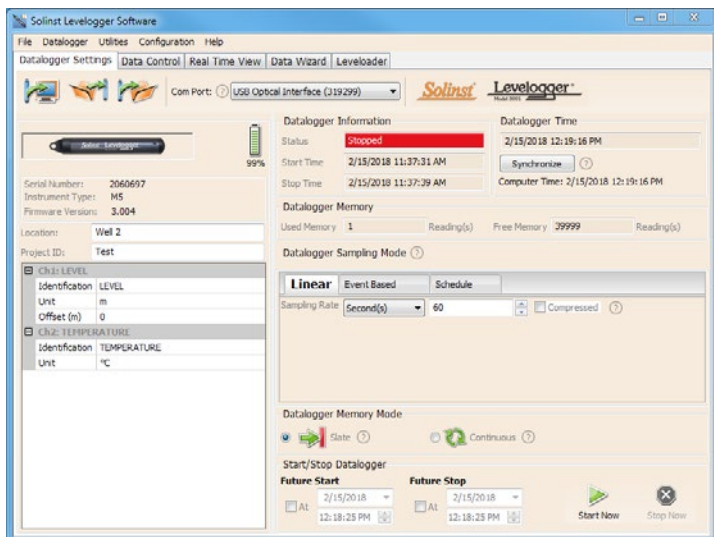 Solinst Levelogger Software
File Datalogger Utilities Configuration Help
Datalogger Settings Data Control Real Time View Data Wizard Leveloader
Com Port: ? USB Optical Interface (319299) Solinst Levelogger
Datalogger Information Datalogger Time
Status Stopped 2/15/2018 12:19:16 PM
Solinst Levelogger
99%
Start Time 2/15/2018 11:37:31 AM Synchronize ?
Stop Time 2/15/2018 11:37:39 AM Computer Time: 2/15/2018 12:19:16 PM
Serial Number: 2060697
Instrument Type: M5
Firmware Version: 3.004
Datalogger Memory
Used Memory 1 Reading(s) Free Memory 39999 Reading(s)
Location: Well 2
Project ID: Test
Datalogger Sampling Mode ?
Ch1: LEVEL
Identification LEVEL
Unit m
Offset (m) 0
Ch2: TEMPERATURE
Identification TEMPERATURE
Unit °C
Linear Event Based Schedule
Sampling Rate Second(s) 60 Compressed ?
Datalogger Memory Mode
Slate ? Continuous ?
Start/Stop Datalogger
Future Start Future Stop
At 2/15/2018 At 2/15/2018
12:18:25 PM 12:18:25 PM
Start Now Stop Now